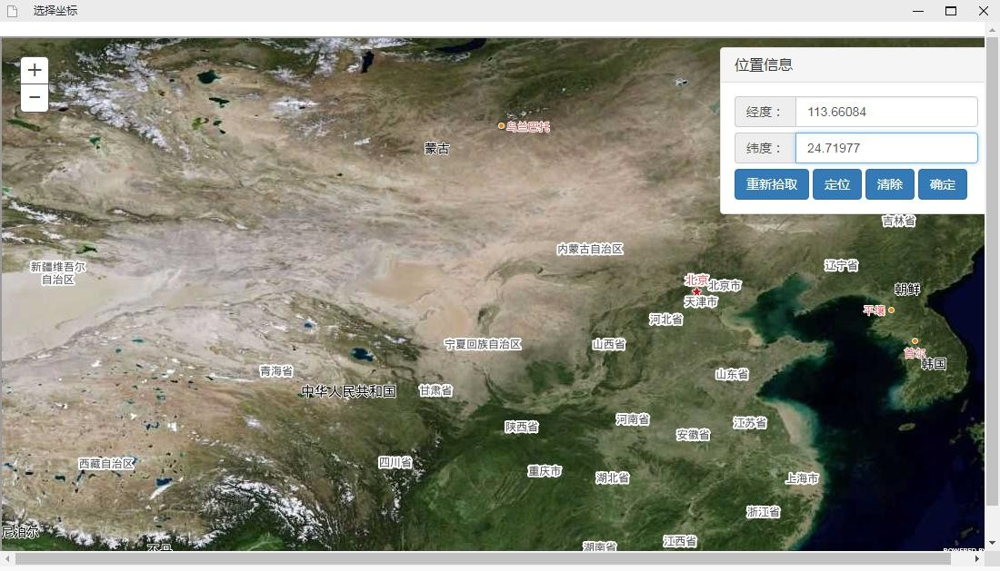 选择坐标
+
−
位置信息
经度：
113.66084
纬度：
24.71977
重新拾取
定位
清除
确定
乌兰巴托
蒙古
吉林省
内蒙古自治区
新疆维吾尔
自治区
辽宁省
北京
北京市
朝鲜
天津市
平壤
河北省
宁夏回族自治区
山西省
首尔
韩国
青海省
山东省
中华人民共和国
甘肃省
河南省
江苏省
陕西省
安徽省
西藏自治区
四川省
重庆市
湖北省
上海市
浙江省
尼泊尔
江西省
湖南省
不丹
POWERED BY